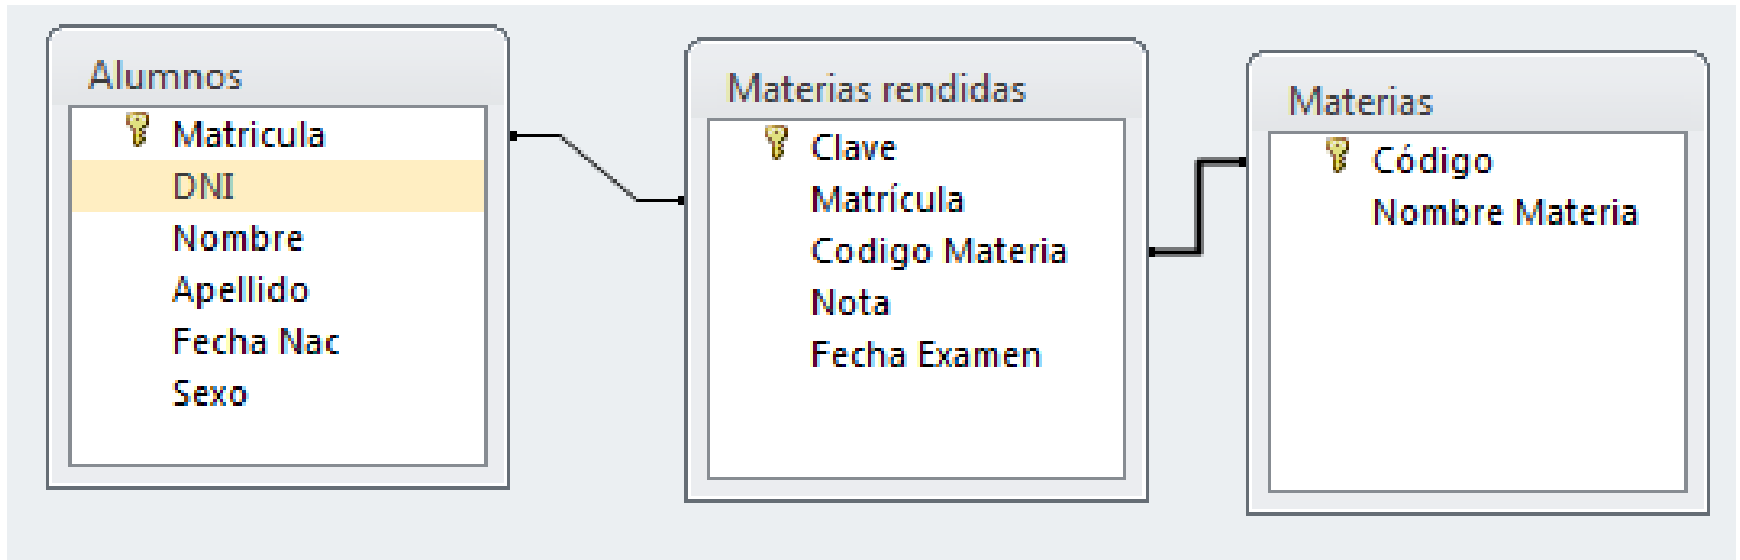 Alumnos
Matricula
DNI
Nombre
Apellido
Fecha Nac
Sexo
Materias rendidas
Clave
Matrícula
Codigo Materia
Nota
Fecha Examen
Materias
Código
Nombre Materia